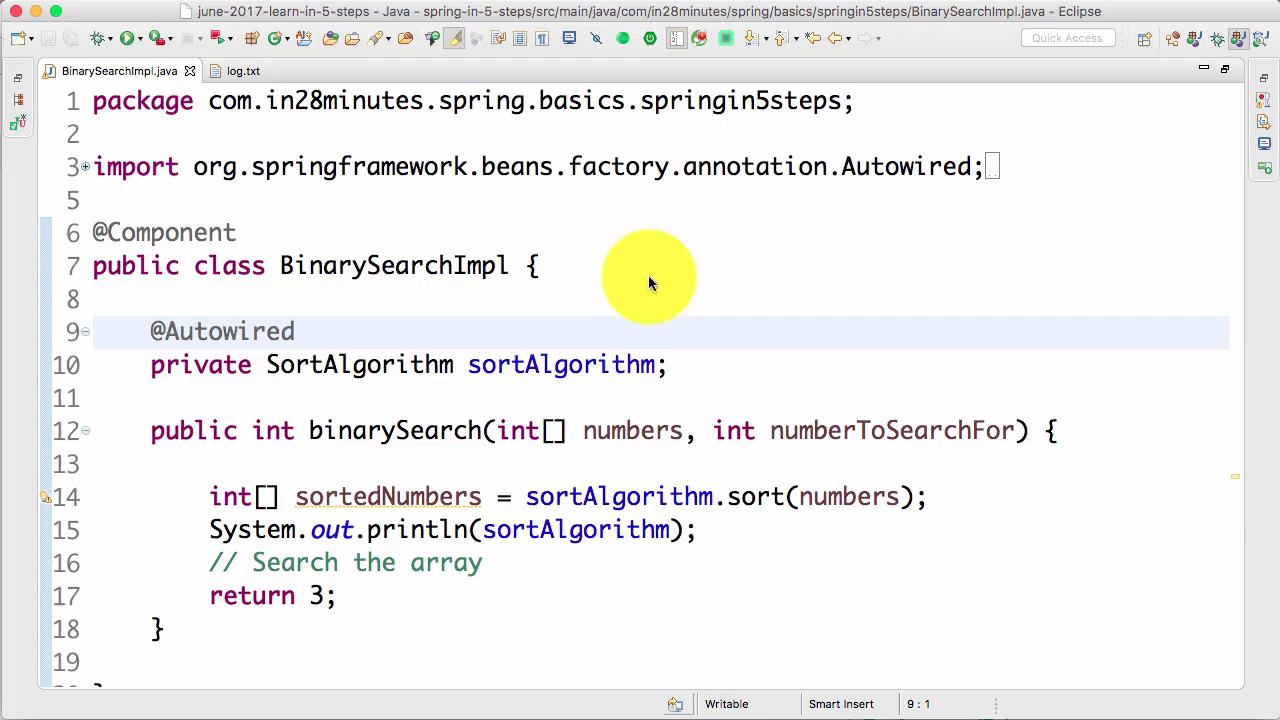 june-2017-learn-in-5-steps - Java - spring-in-5-steps/src/main/java/com/in28minutes/spring/basics/springin5steps/BinarySearchImpl.java - Eclipse
Quick Access
BinarySearchImpl.java
log.txt
1 package com.in28minutes.spring.basics.springin5steps;
2
3 import org.springframework.beans.factory.annotation.Autowired;
5
6 @Component
7 public class BinarySearchImpl {
8
9 @Autowired
10 private SortAlgorithm sortAlgorithm;
11
12 public int binarySearch(int[] numbers, int numberToSearchFor) {
13
14 int[] sortedNumbers = sortAlgorithm.sort(numbers);
15 System.out.println(sortAlgorithm);
16 // Search the array
17 return 3;
18 }
19
Writable
Smart Insert
9 : 1